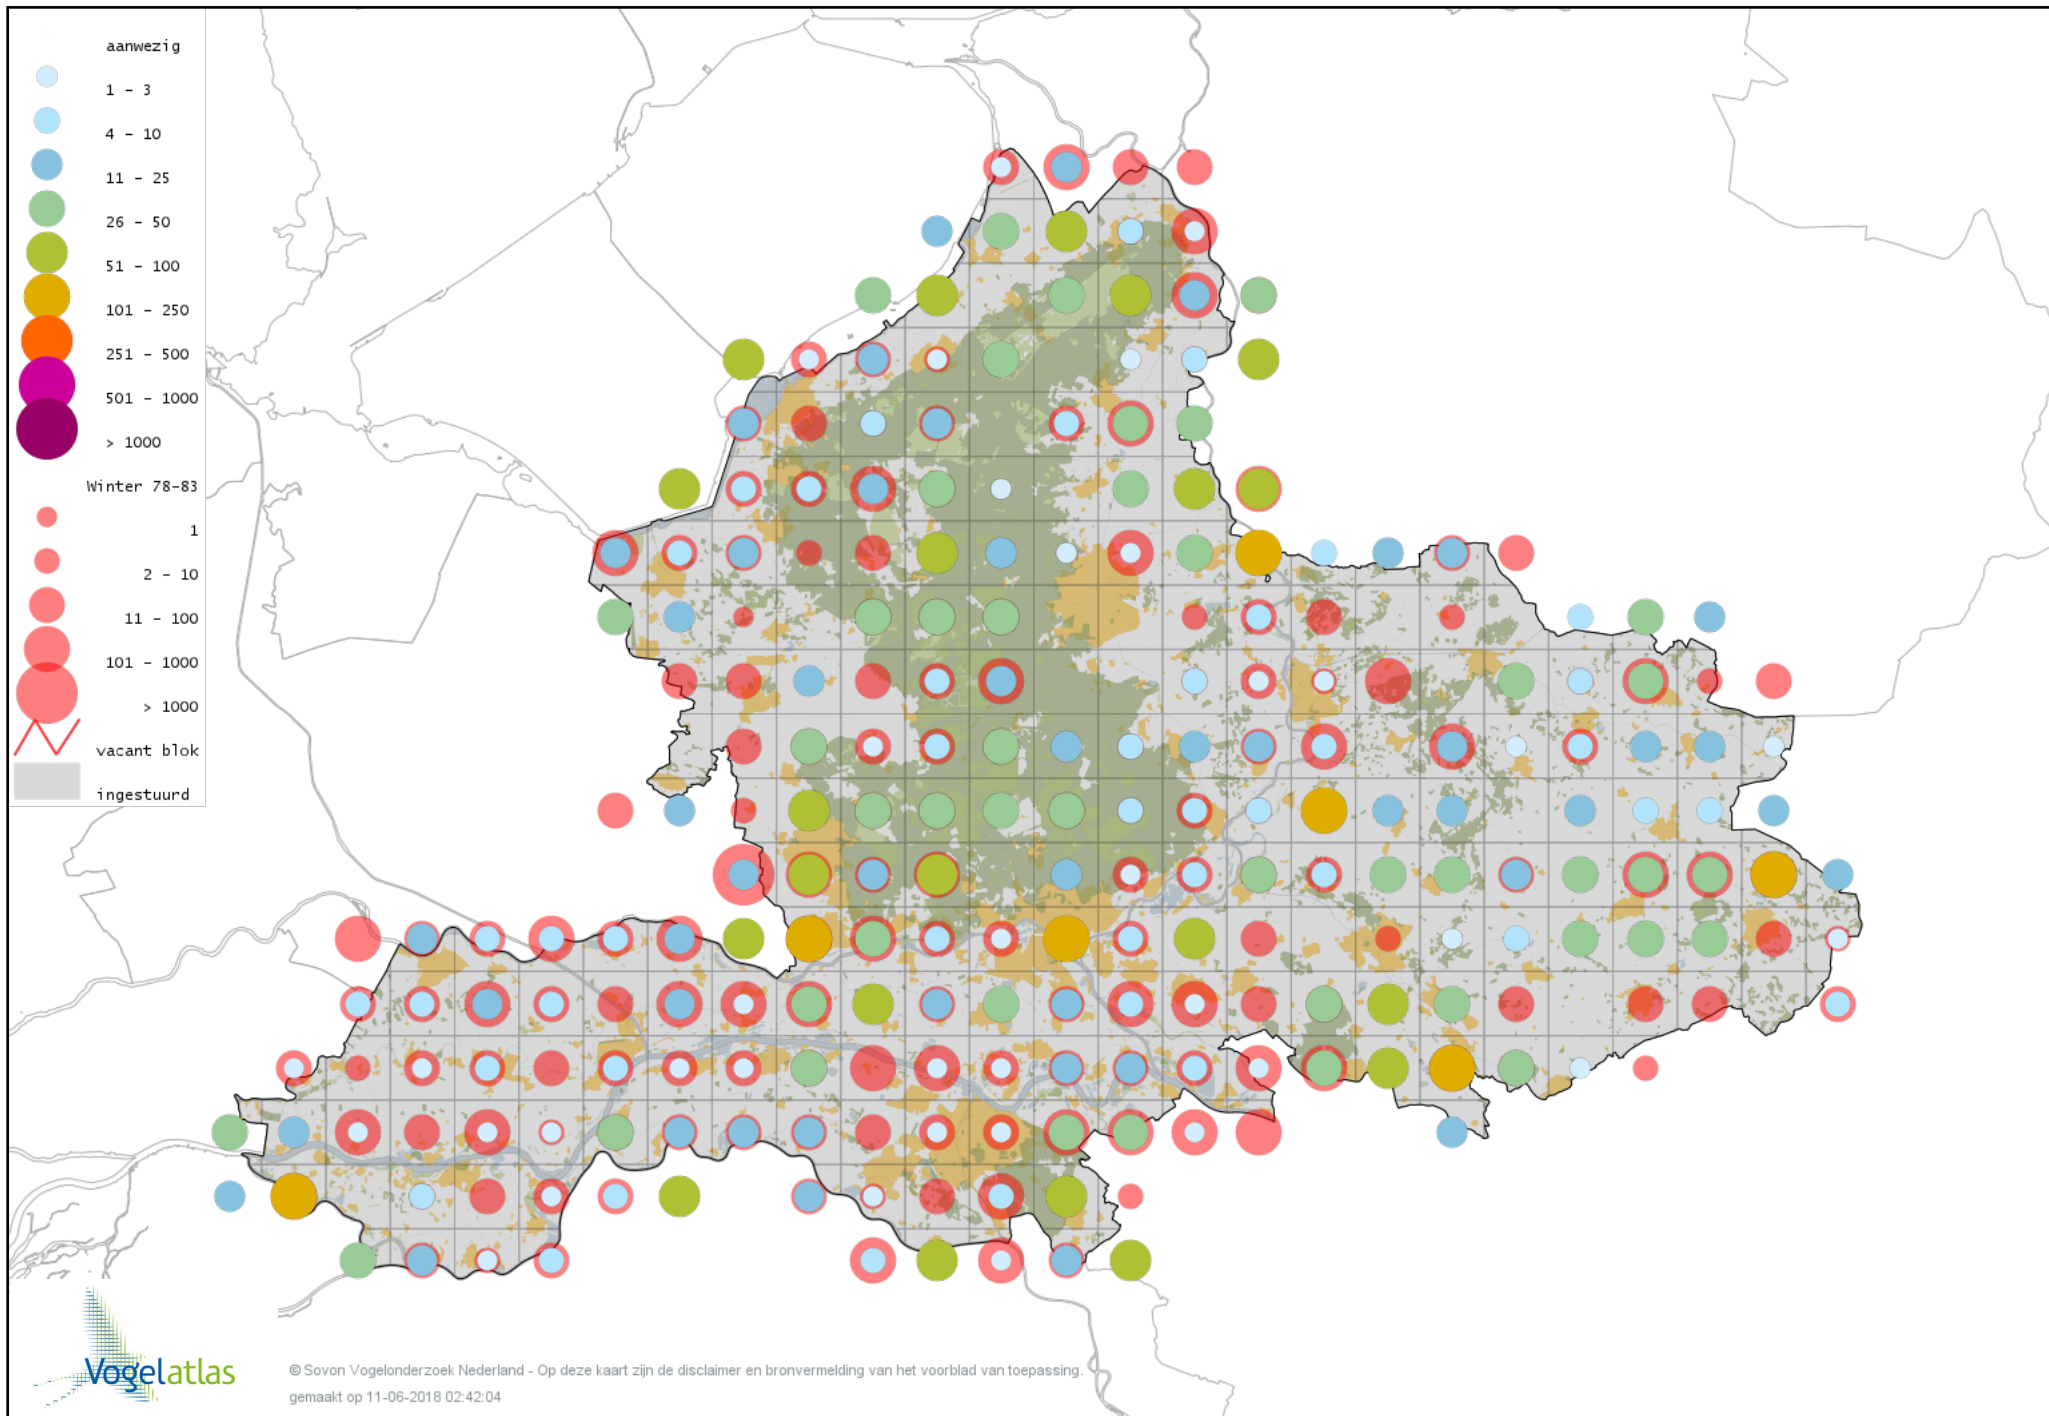 aanwezig
1 - 3
4 - 10
11 - 25
26 - 50
51 - 100
101 - 250
251 - 500
501 - 1000
> 1000
Winter 78-83
1
2 - 10
11 - 100
101 - 1000
> 1000
vacant blok
ingestuurd
Vogelatlas
© Sovon Vogelonderzoek Nederland - Op deze kaart zijn de disclaimer en bronvermelding van het voorblad van toepassing.
gemaakt op 11-06-2018 02:42:04